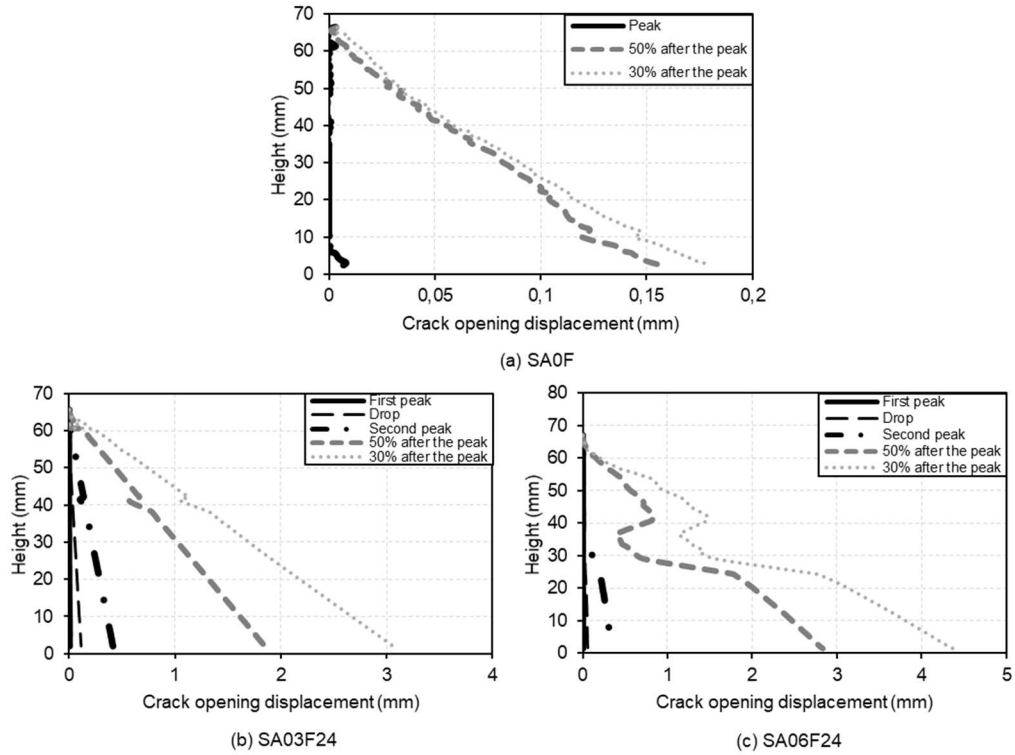 70
60
50
40
30
20
10
0
Height (mm)
Peak
50% after the peak
30% after the peak
0
0,05
0,1
0,15
0,2
Crack opening displacement (mm)
(a) SA0F
70
60
50
40
30
20
10
0
Height (mm)
First peak
Drop
Second peak
50% after the peak
30% after the peak
0
1
2
3
4
Crack opening displacement (mm)
(b) SA03F24
80
70
60
50
40
30
20
10
0
Height (mm)
First peak
Drop
Second peak
50% after the peak
30% after the peak
0
1
2
3
4
5
Crack opening displacement (mm)
(c) SA06F24